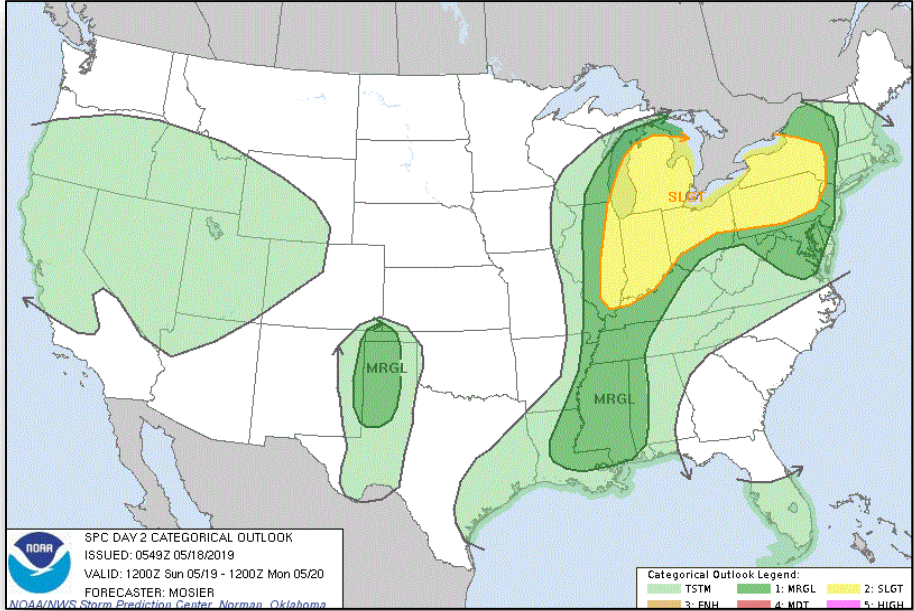 SLGT
MRGL
MRGL
NOAA
SPC DAY 2 CATEGORICAL OUTLOOK
ISSUED: 0549Z 05/18/2019
VALID: 1200Z Sun 05/19 - 1200Z Mon 05/20
FORECASTER: MOSIER
NOAA/NWS Storm Prediction Center, Norman, Oklahoma
Categorical Outlook Legend:
TSTM 1: MRGL 2: SLGT
3: ENH 4: MDT 5: HIGH